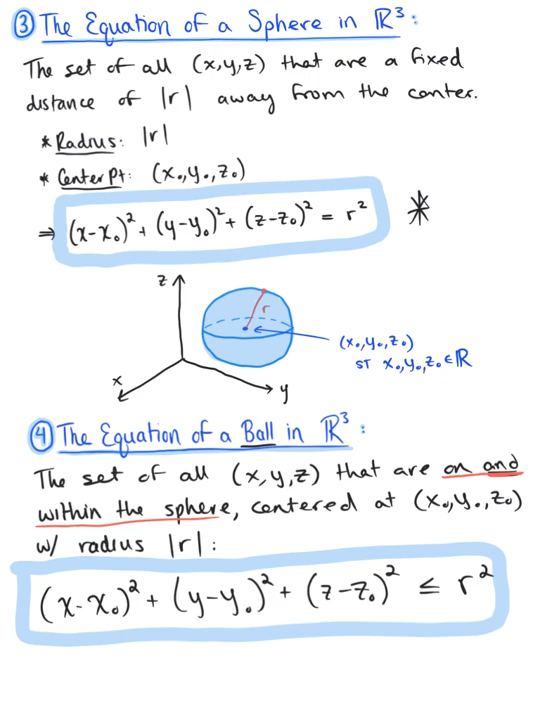 ③ The Equation of a Sphere in ℝ³:
The set of all (x,y,z) that are a fixed
distance of |r| away from the center.
* Radius: |r|
* Center Pt: (x₀,y₀,z₀)
⇒ (x-x₀)² + (y-y₀)² + (z-z₀)² = r² *
z
r
(x₀,y₀,z₀)
ST x₀,y₀,z₀ ∈ ℝ
x
y
④ The Equation of a Ball in ℝ³:
The set of all (x,y,z) that are on and
within the sphere, centered at (x₀,y₀,z₀)
w/ radius |r|:
(x-x₀)² + (y-y₀)² + (z-z₀)² ≤ r²